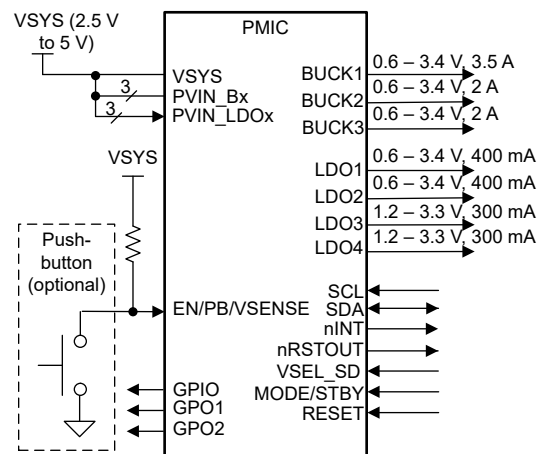 VSYS (2.5 V
to 5 V)
PMIC
VSYS
3
PVIN_Bx
3
PVIN_LDOx
VSYS
Push-
button
(optional)
EN/PB/VSENSE
GPIO
GPO1
GPO2
BUCK1
0.6 – 3.4 V, 3.5 A
BUCK2
0.6 – 3.4 V, 2 A
BUCK3
0.6 – 3.4 V, 2 A
LDO1
0.6 – 3.4 V, 400 mA
LDO2
0.6 – 3.4 V, 400 mA
LDO3
1.2 – 3.3 V, 300 mA
LDO4
1.2 – 3.3 V, 300 mA
SCL
SDA
nINT
nRSTOUT
VSEL_SD
MODE/STBY
RESET